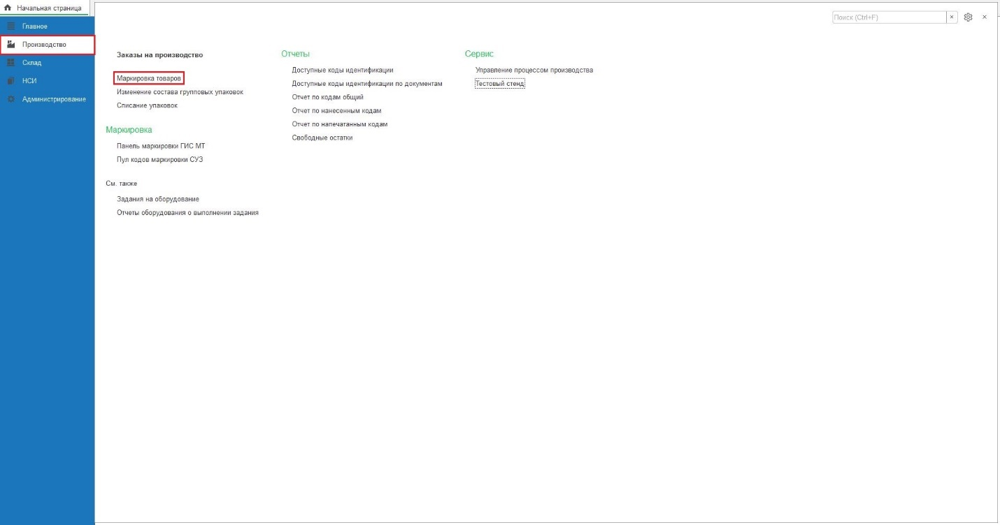 Начальная страница
Главное
Производство
Склад
НСИ
Администрирование
Поиск (Ctrl+F)
Заказы на производство
Маркировка товаров
Изменение состава групповых упаковок
Списание упаковок
Маркировка
Панель маркировки ГИС МТ
Пул кодов маркировки СУЗ
См. также
Задания на оборудование
Отчеты оборудования о выполнении задания
Отчеты
Доступные коды идентификации
Доступные коды идентификации по документам
Отчет по кодам общий
Отчет по нанесенным кодам
Отчет по напечатанным кодам
Свободные остатки
Сервис
Управление процессом производства
Тестовый стенд